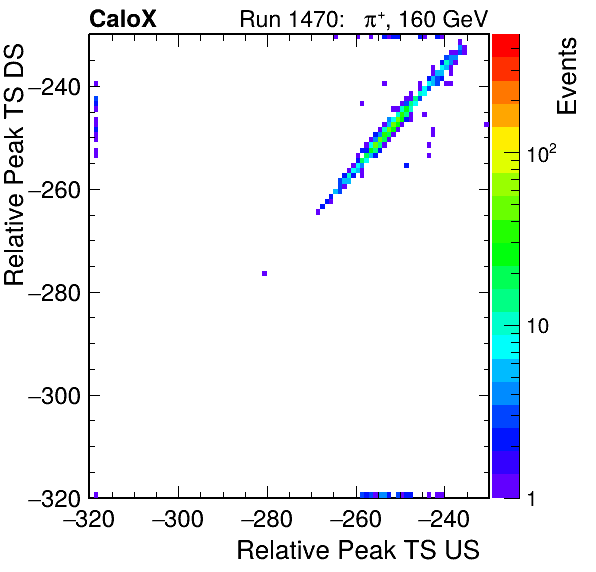 CaloX Run 1470: π⁺, 160 GeV
Relative Peak TS DS
−240
−260
−280
−300
−320
−320 −300 −280 −260 −240
Relative Peak TS US
Events
10²
10
1